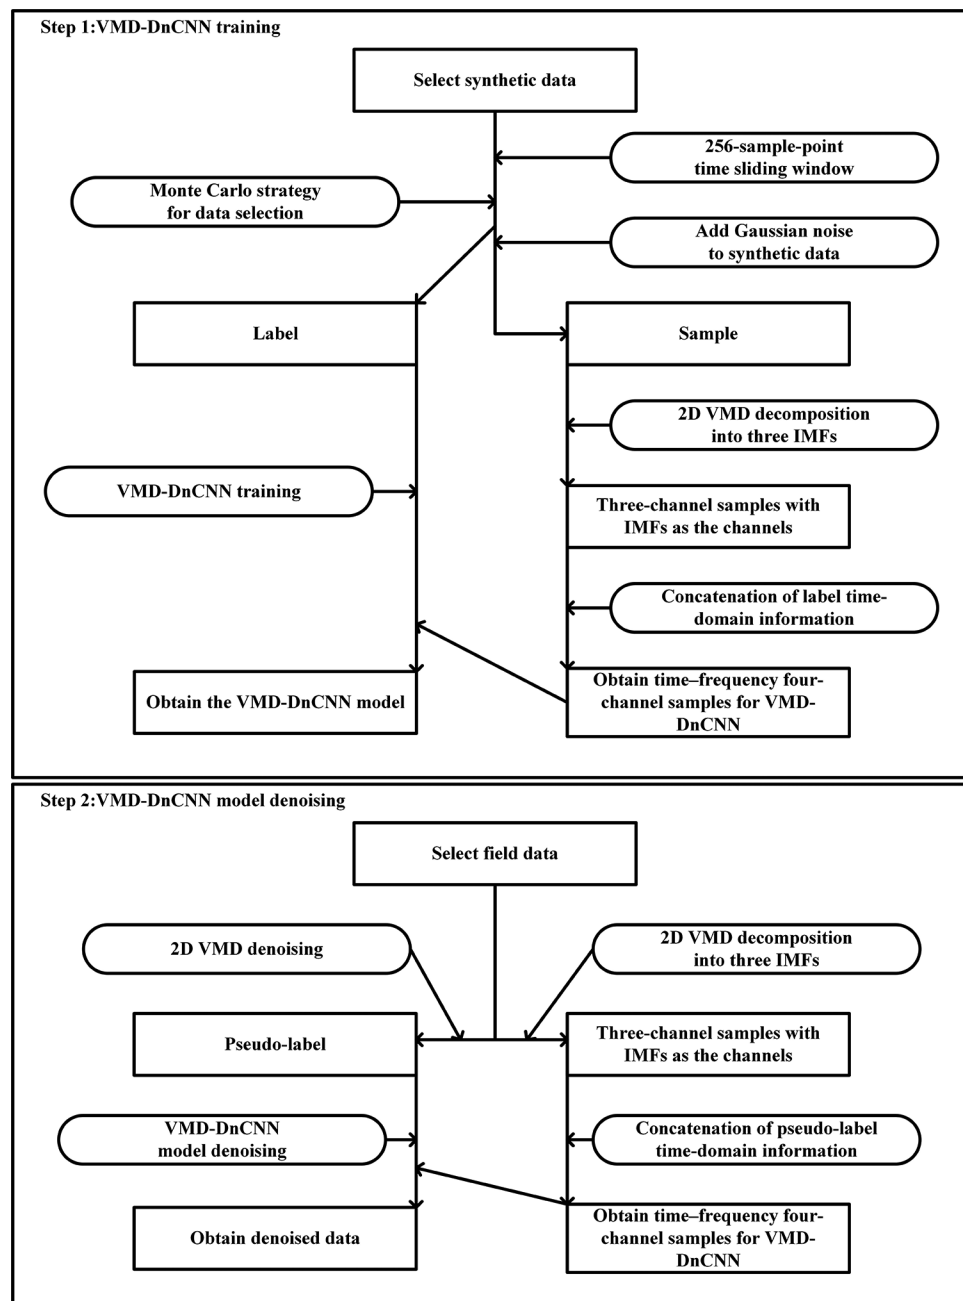 Step 1:VMD-DnCNN training
Select synthetic data
256-sample-point
time sliding window
Monte Carlo strategy
for data selection
Add Gaussian noise
to synthetic data
Label
Sample
2D VMD decomposition
into three IMFs
VMD-DnCNN training
Three-channel samples with
IMFs as the channels
Concatenation of label time-
domain information
Obtain the VMD-DnCNN model
Obtain time–frequency four-
channel samples for VMD-
DnCNN
Step 2:VMD-DnCNN model denoising
Select field data
2D VMD denoising
2D VMD decomposition
into three IMFs
Pseudo-label
Three-channel samples with
IMFs as the channels
VMD-DnCNN
model denoising
Concatenation of pseudo-label
time-domain information
Obtain denoised data
Obtain time–frequency four-
channel samples for VMD-
DnCNN